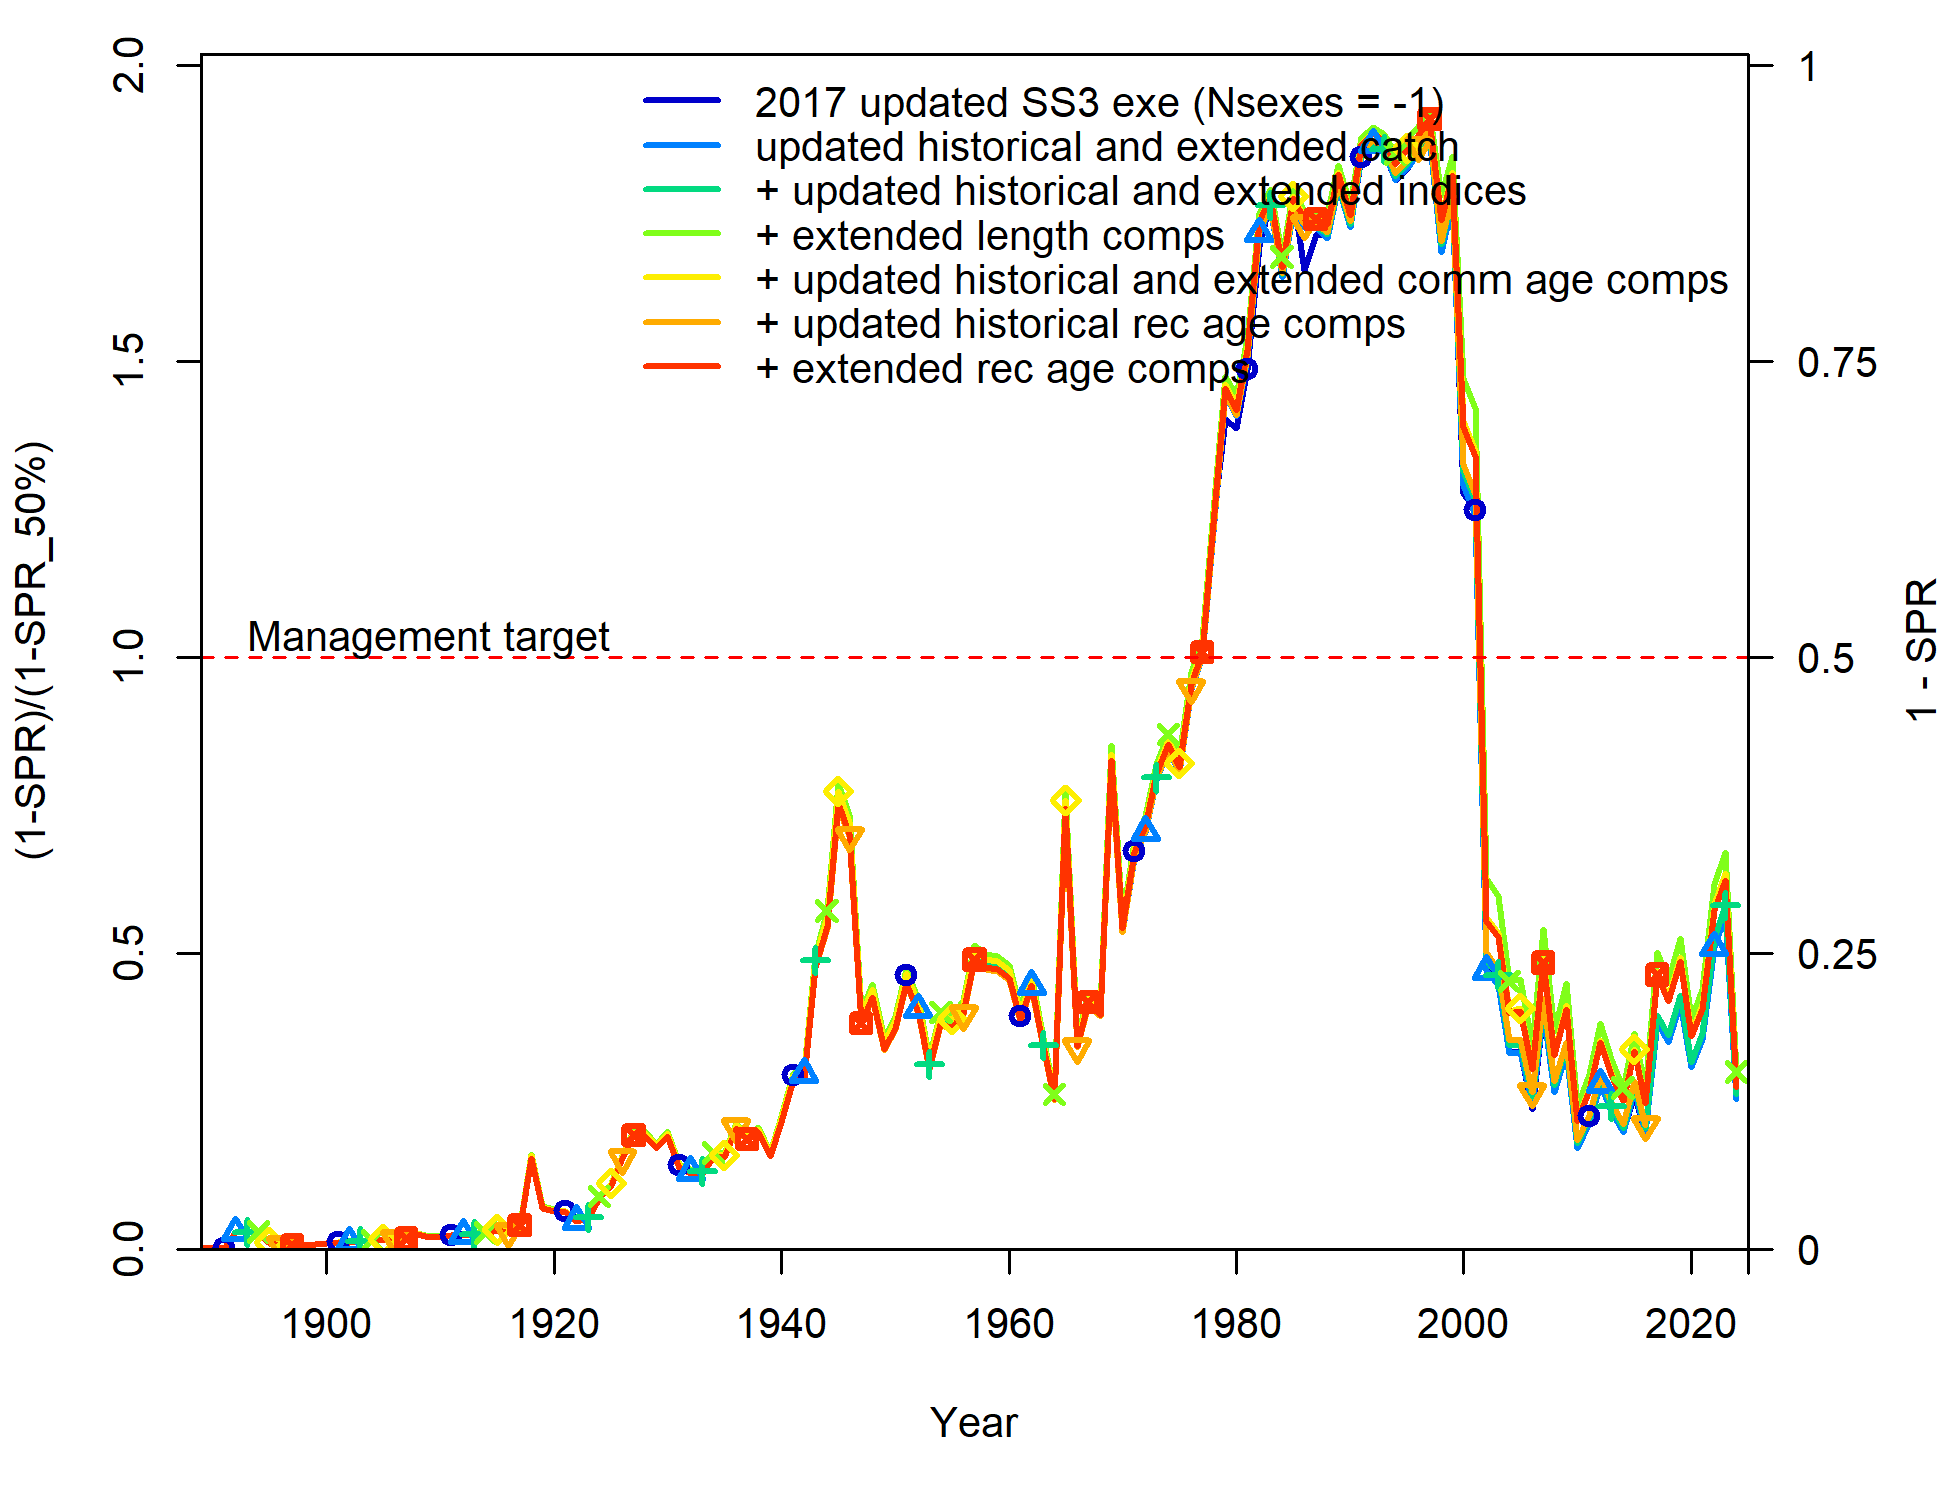 2017 updated SS3 exe (Nsexes = -1)
updated historical and extended catch
+ updated historical and extended indices
+ extended length comps
+ updated historical and extended comm age comps
+ updated historical rec age comps
+ extended rec age comps
Management target
(1-SPR)/(1-SPR_50%)
2.0
1.5
1.0
0.5
0.0
1
0.75
0.5
0.25
0
1 - SPR
1900 1920 1940 1960 1980 2000 2020
Year